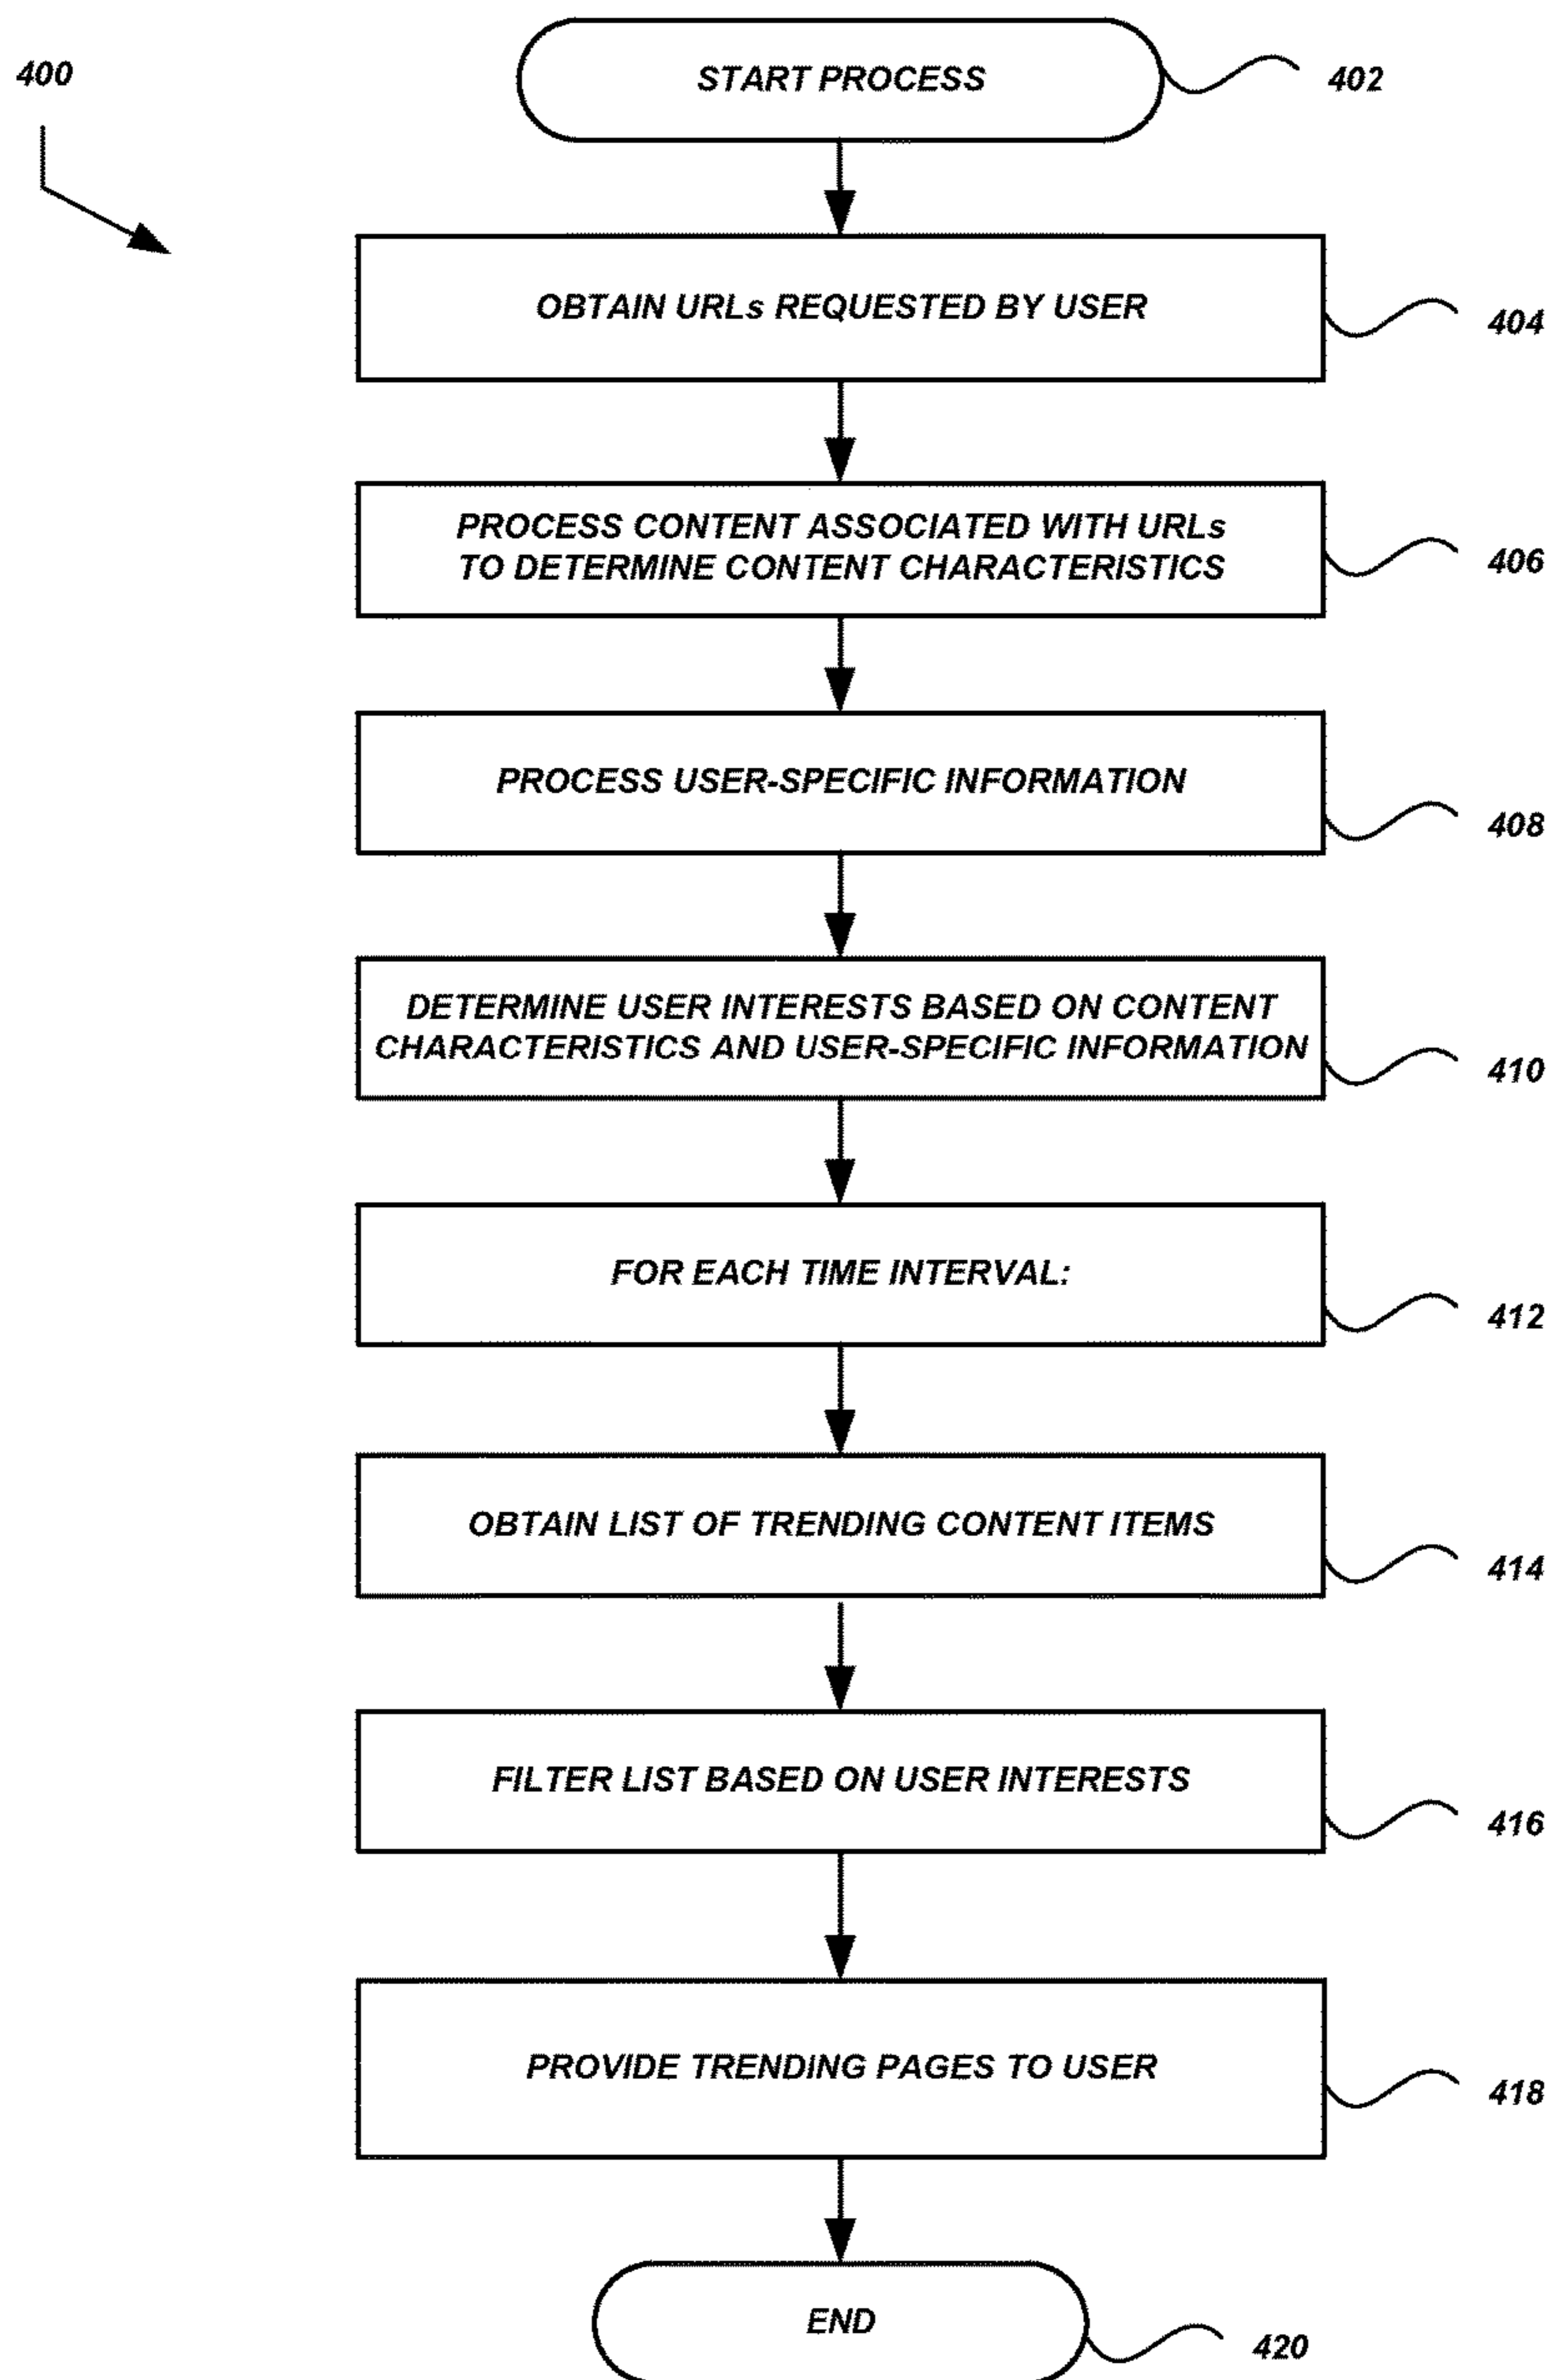 400
START PROCESS
402
OBTAIN URLs REQUESTED BY USER
404
PROCESS CONTENT ASSOCIATED WITH URLs
TO DETERMINE CONTENT CHARACTERISTICS
406
PROCESS USER-SPECIFIC INFORMATION
408
DETERMINE USER INTERESTS BASED ON CONTENT
CHARACTERISTICS AND USER-SPECIFIC INFORMATION
410
FOR EACH TIME INTERVAL:
412
OBTAIN LIST OF TRENDING CONTENT ITEMS
414
FILTER LIST BASED ON USER INTERESTS
416
PROVIDE TRENDING PAGES TO USER
418
END
420